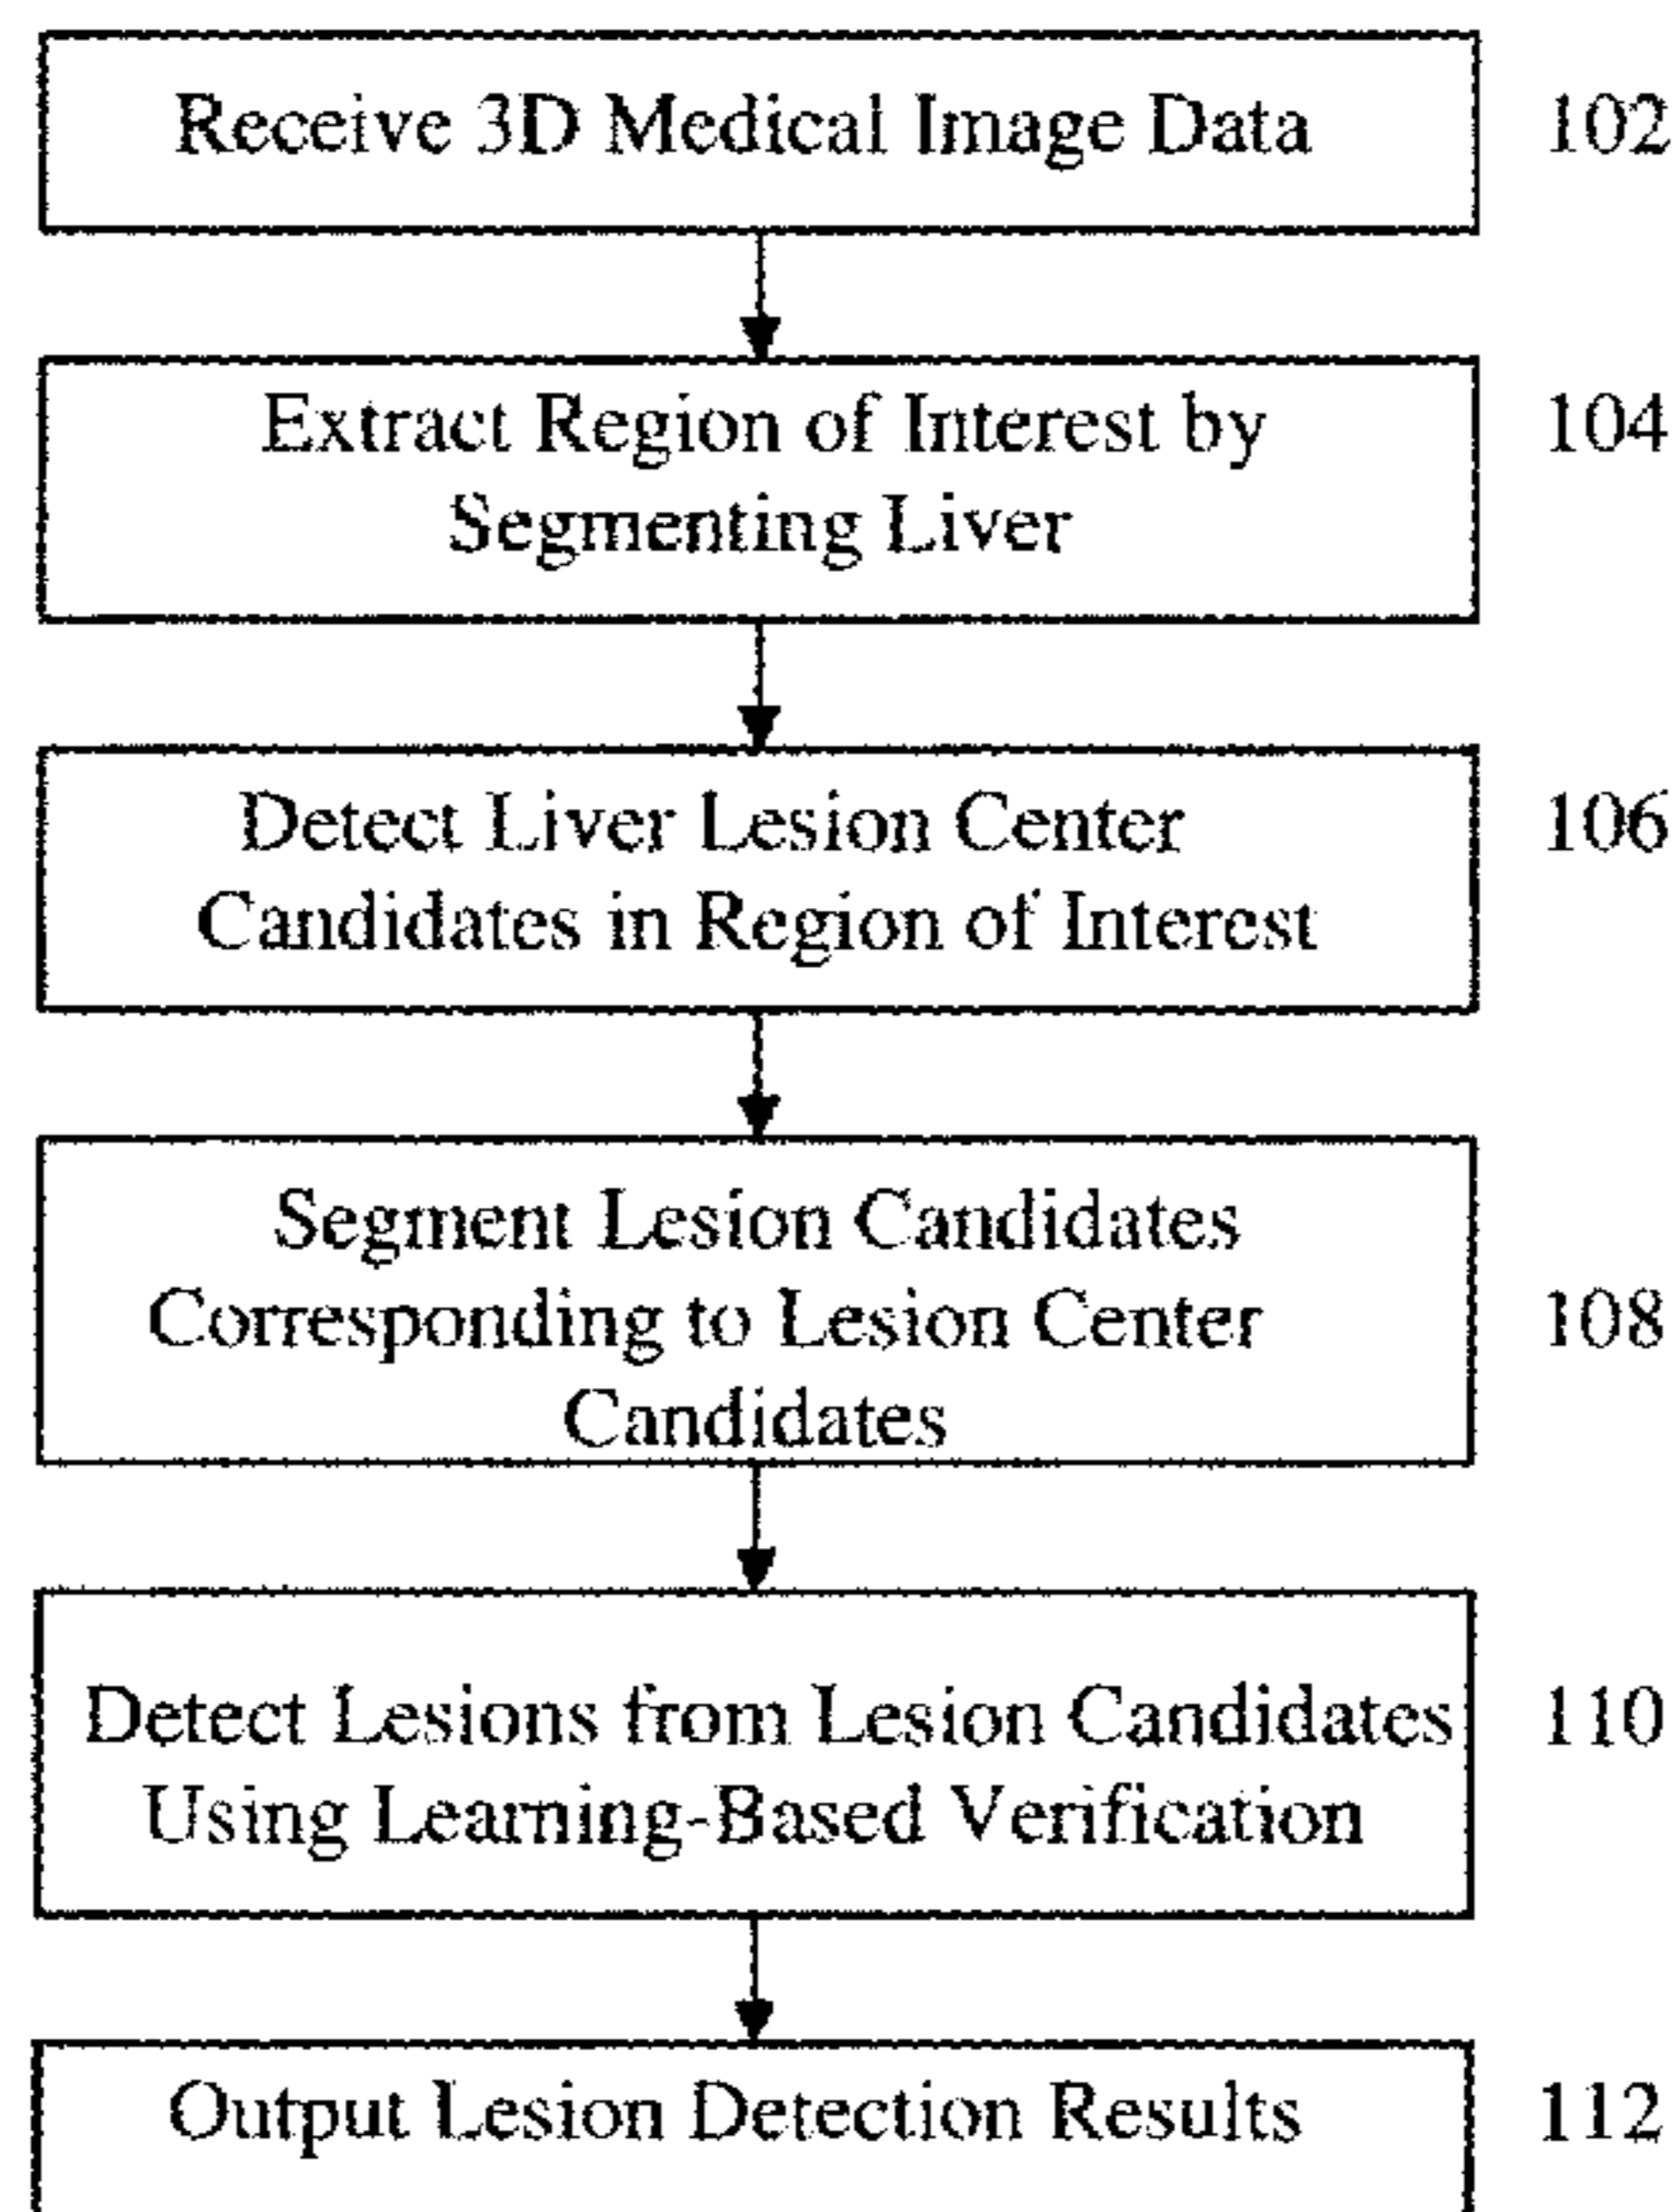 Receive 3D Medical Image Data 102
Extract Region of Interest by 104
Segmenting Liver
Detect Liver Lesion Center 106
Candidates in Region of Interest
Segment Lesion Candidates
Corresponding to Lesion Center 108
Candidates
Detect Lesions from Lesion Candidates 110
Using Learning-Based Verification
Output Lesion Detection Results 112